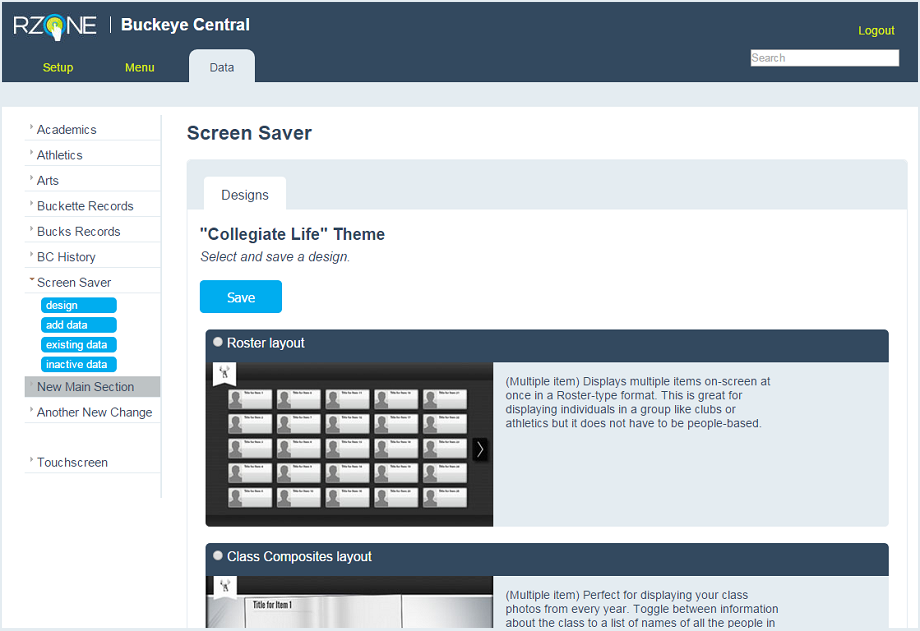 RZONE
Buckeye Central
Logout
Search
Setup
Menu
Data
Academics
Athletics
Arts
Buckette Records
Bucks Records
BC History
Screen Saver
design
add data
existing data
inactive data
New Main Section
Another New Change
Touchscreen
Screen Saver
Designs
"Collegiate Life" Theme
Select and save a design.
Save
Roster layout
(Multiple item) Displays multiple items on-screen at
once in a Roster-type format. This is great for
displaying individuals in a group like clubs or
athletics but it does not have to be people-based.
Class Composites layout
Title for Item 1
(Multiple item) Perfect for displaying your class
photos from every year. Toggle between information
about the class to a list of names of all the people in